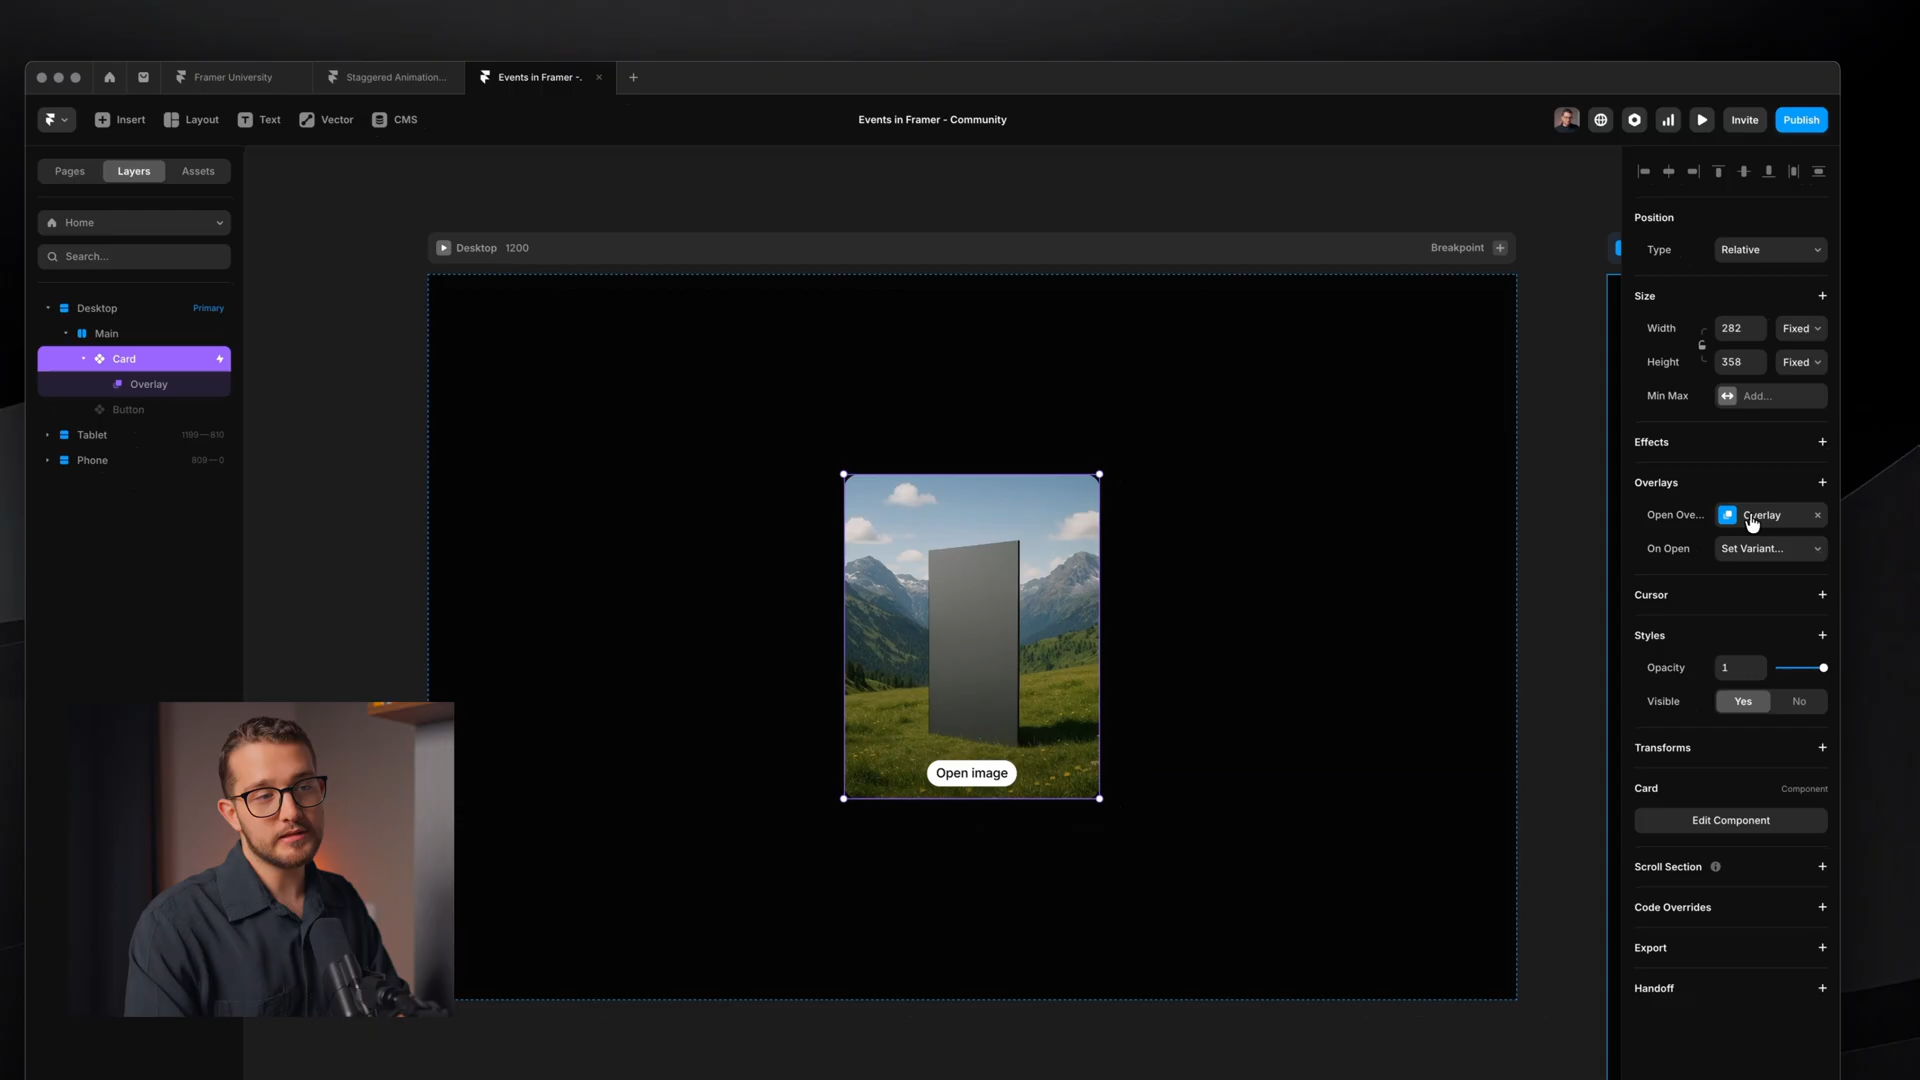 Framer University
Staggered Animation...
Events in Framer -.
Insert
Layout
Text
Vector
CMS
Events in Framer - Community
Invite
Publish
Pages
Layers
Assets
Home
Search...
Desktop
Primary
Main
Card
Overlay
Button
Tablet
1199—810
Phone
809—0
Desktop 1200
Breakpoint
Open image
Position
Type
Relative
Size
Width
282
Fixed
Height
358
Fixed
Min Max
Add...
Effects
Overlays
Open Ove...
Overlay
On Open
Set Variant...
Cursor
Styles
Opacity
1
Visible
Yes
No
Transforms
Card
Component
Edit Component
Scroll Section
Code Overrides
Export
Handoff